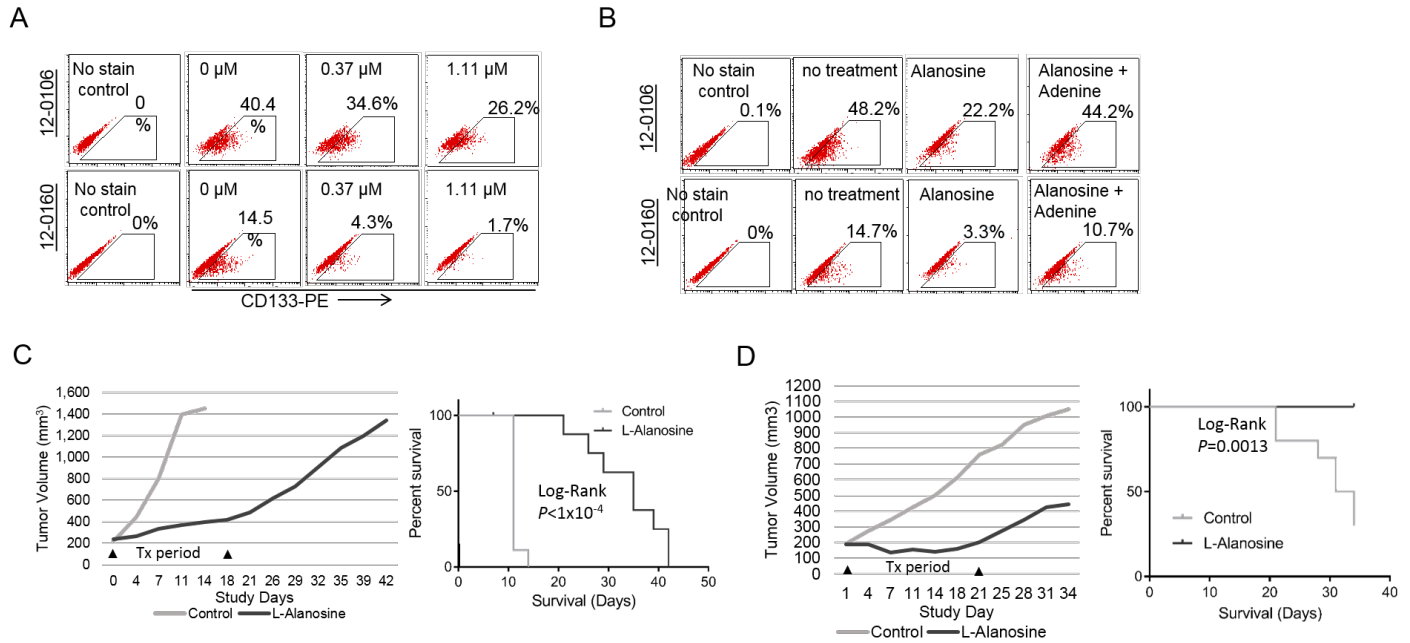 A
12-0106
No stain
control
0
%
0 µM
40.4
%
0.37 µM
34.6%
1.11 µM
26.2%
12-0160
No stain
control
0%
0 µM
14.5
%
0.37 µM
4.3%
1.11 µM
1.7%
CD133-PE
B
12-0106
No stain
control
0.1%
no treatment
48.2%
Alanosine
22.2%
Alanosine +
Adenine
44.2%
12-0160
No stain
control
0%
no treatment
14.7%
Alanosine
3.3%
Alanosine +
Adenine
10.7%
C
Tumor Volume (mm³)
1,600
1,400
1,200
1,000
800
600
400
200
0
Tx period
0 4 7 11 14 18 21 25 26 29 32 35 39 42
Study Days
Control L-Alanosine
Percent survival
100
50
0
Control
L-Alanosine
Log-Rank
P<1x10⁻⁴
0 10 20 30 40 50
Survival (Days)
D
Tumor Volume (mm3)
1200
1100
1000
900
800
700
600
500
400
300
200
100
0
Tx period
1 4 7 11 14 18 21 25 28 31 34
Study Day
Control L-Alanosine
Percent survival
100
50
0
Log-Rank
P=0.0013
Control
L-Alanosine
0 10 20 30 40
Survival (Days)